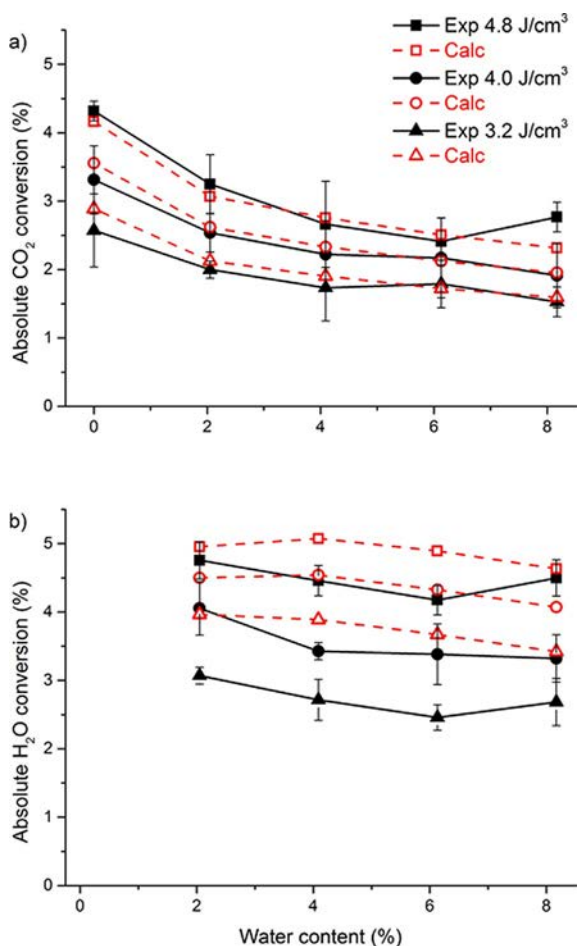 a)
Exp 4.8 J/cm³
Calc
Exp 4.0 J/cm³
Calc
Exp 3.2 J/cm³
Calc
Absolute CO₂ conversion (%)
5
4
3
2
1
0
0 2 4 6 8
b)
Absolute H₂O conversion (%)
5
4
3
2
1
0
0 2 4 6 8
Water content (%)